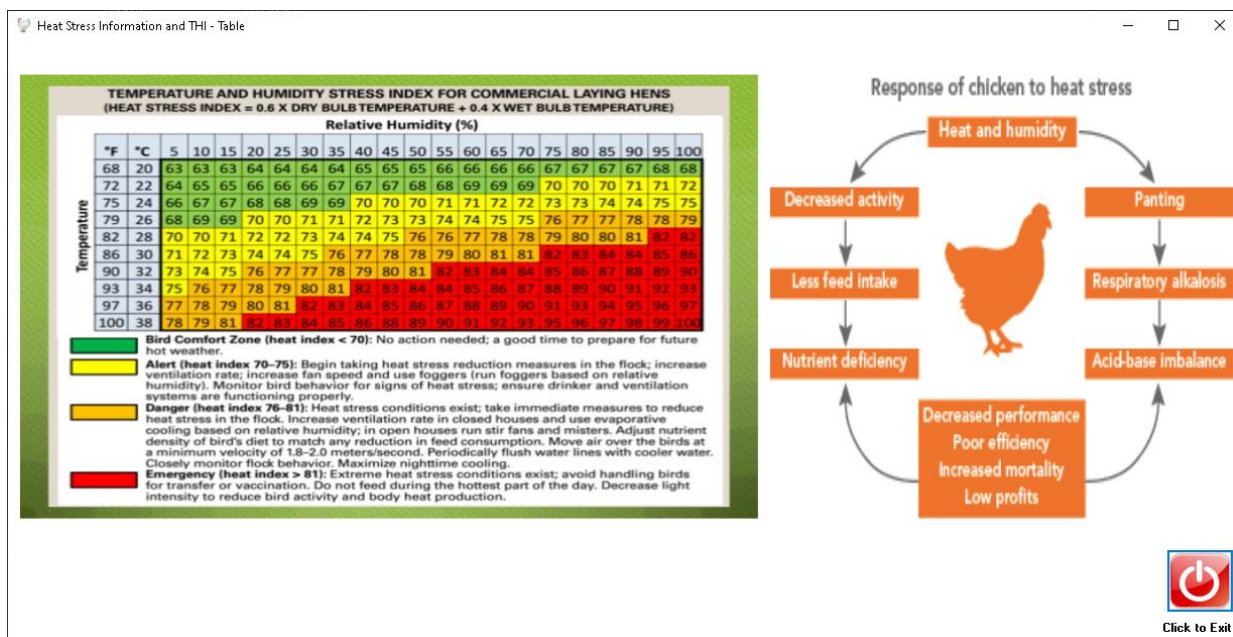 Heat Stress Information and THI - Table
TEMPERATURE AND HUMIDITY STRESS INDEX FOR COMMERCIAL LAYING HENS
(HEAT STRESS INDEX = 0.6 X DRY BULB TEMPERATURE + 0.4 X WET BULB TEMPERATURE)
Relative Humidity (%)
°F °C 5 10 15 20 25 30 35 40 45 50 55 60 65 70 75 80 85 90 95 100
Temperature
68 20 63 63 63 64 64 64 64 65 65 65 66 66 66 66 67 67 67 67 68 68
72 22 64 65 65 66 66 66 67 67 67 68 68 69 69 69 70 70 70 71 71 72
75 24 66 67 67 68 68 69 69 70 70 70 71 71 72 72 73 73 74 74 75 75
79 26 68 69 69 70 70 71 71 72 73 73 74 74 75 75 76 77 77 78 78 79
82 28 70 70 71 72 72 73 74 74 75 76 76 77 78 78 79 80 80 81 82 82
86 30 71 72 73 74 74 75 76 77 78 78 79 80 81 81 82 83 84 84 85 86
90 32 73 74 75 76 77 77 78 79 80 81 82 83 84 84 85 86 87 88 89 90
93 34 75 76 77 78 79 80 81 82 83 84 84 85 86 87 88 89 90 91 92 93
97 36 77 78 79 80 81 82 83 84 85 86 87 88 89 90 91 93 94 95 96 97
100 38 78 79 81 82 83 84 85 86 88 89 90 91 92 93 95 96 97 98 99 100
Bird Comfort Zone (heat index < 70): No action needed; a good time to prepare for future
hot weather.
Alert (heat index 70–75): Begin taking heat stress reduction measures in the flock; increase
ventilation rate; increase fan speed and use foggers (run foggers based on relative
humidity). Monitor bird behavior for signs of heat stress; ensure drinker and ventilation
systems are functioning properly.
Danger (heat index 76–81): Heat stress conditions exist; take immediate measures to reduce
heat stress in the flock. Increase ventilation rate in closed houses and use evaporative
cooling based on relative humidity; in open houses run stir fans and misters. Adjust nutrient
density of bird's diet to match any reduction in feed consumption. Move air over the birds at
a minimum velocity of 1.8–2.0 meters/second. Periodically flush water lines with cooler water.
Closely monitor flock behavior. Maximize nighttime cooling.
Emergency (heat index > 81): Extreme heat stress conditions exist; avoid handling birds
for transfer or vaccination. Do not feed during the hottest part of the day. Decrease light
intensity to reduce bird activity and body heat production.
Response of chicken to heat stress
Heat and humidity
Decreased activity
Panting
Less feed intake
Respiratory alkalosis
Nutrient deficiency
Acid-base imbalance
Decreased performance
Poor efficiency
Increased mortality
Low profits
Click to Exit